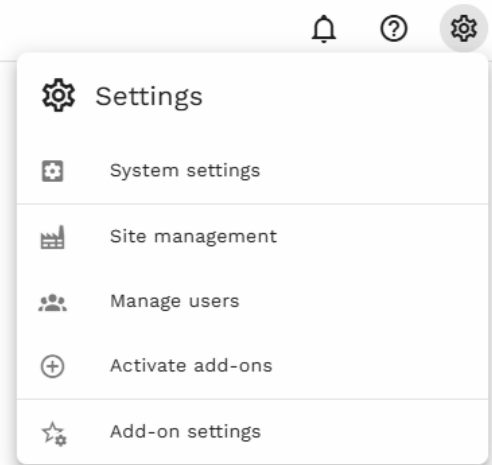 Settings
System settings
Site management
Manage users
Activate add-ons
Add-on settings